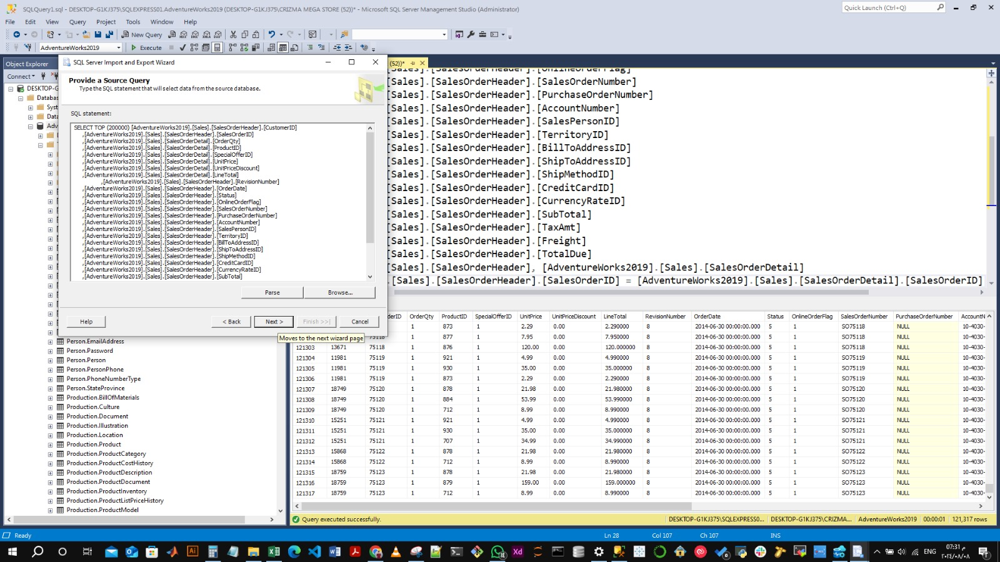 SQLQuery1.sql - DESKTOP-G1KJ375\SQLEXPRESS01.AdventureWorks2019 (DESKTOP-G1KJ375\CRIZMA MEGA STORE (52))* - Microsoft SQL Server Management Studio (Administrator)
Quick Launch (Ctrl+Q)
File Edit View Query Project Tools Window Help
New Query
AdventureWorks2019 Execute
Object Explorer
Connect
DESKTOP-G
Databas
Syst
Data
Adv
SQL Server Import and Export Wizard
Provide a Source Query
Type the SQL statement that will select data from the source database.
SQL statement:
SELECT TOP (200000) [AdventureWorks2019].[Sales].[SalesOrderHeader].[CustomerID]
,[AdventureWorks2019].[Sales].[SalesOrderHeader].[SalesOrderID]
,[AdventureWorks2019].[Sales].[SalesOrderDetail].[OrderQty]
,[AdventureWorks2019].[Sales].[SalesOrderDetail].[ProductID]
,[AdventureWorks2019].[Sales].[SalesOrderDetail].[SpecialOfferID]
,[AdventureWorks2019].[Sales].[SalesOrderDetail].[UnitPrice]
,[AdventureWorks2019].[Sales].[SalesOrderDetail].[UnitPriceDiscount]
,[AdventureWorks2019].[Sales].[SalesOrderDetail].[LineTotal]
,[AdventureWorks2019].[Sales].[SalesOrderHeader].[RevisionNumber]
,[AdventureWorks2019].[Sales].[SalesOrderHeader].[OrderDate]
,[AdventureWorks2019].[Sales].[SalesOrderHeader].[Status]
,[AdventureWorks2019].[Sales].[SalesOrderHeader].[OnlineOrderFlag]
,[AdventureWorks2019].[Sales].[SalesOrderHeader].[SalesOrderNumber]
,[AdventureWorks2019].[Sales].[SalesOrderHeader].[PurchaseOrderNumber]
,[AdventureWorks2019].[Sales].[SalesOrderHeader].[AccountNumber]
,[AdventureWorks2019].[Sales].[SalesOrderHeader].[SalesPersonID]
,[AdventureWorks2019].[Sales].[SalesOrderHeader].[TerritoryID]
,[AdventureWorks2019].[Sales].[SalesOrderHeader].[BillToAddressID]
,[AdventureWorks2019].[Sales].[SalesOrderHeader].[ShipToAddressID]
,[AdventureWorks2019].[Sales].[SalesOrderHeader].[ShipMethodID]
,[AdventureWorks2019].[Sales].[SalesOrderHeader].[CreditCardID]
,[AdventureWorks2019].[Sales].[SalesOrderHeader].[CurrencyRateID]
,[AdventureWorks2019].[Sales].[SalesOrderHeader].[SubTotal]
Parse Browse...
Help < Back Next > Finish >>| Cancel
Moves to the next wizard page
(52))*
[Sales].[SalesOrderHeader].[OnlineOrderFlag]
[Sales].[SalesOrderHeader].[SalesOrderNumber]
[Sales].[SalesOrderHeader].[PurchaseOrderNumber]
[Sales].[SalesOrderHeader].[AccountNumber]
[Sales].[SalesOrderHeader].[SalesPersonID]
[Sales].[SalesOrderHeader].[TerritoryID]
[Sales].[SalesOrderHeader].[BillToAddressID]
[Sales].[SalesOrderHeader].[ShipToAddressID]
[Sales].[SalesOrderHeader].[ShipMethodID]
[Sales].[SalesOrderHeader].[CreditCardID]
[Sales].[SalesOrderHeader].[CurrencyRateID]
[Sales].[SalesOrderHeader].[SubTotal]
[Sales].[SalesOrderHeader].[TaxAmt]
[Sales].[SalesOrderHeader].[Freight]
[Sales].[SalesOrderHeader].[TotalDue]
[Sales].[SalesOrderHeader], [AdventureWorks2019].[Sales].[SalesOrderDetail]
.[Sales].[SalesOrderHeader].[SalesOrderID] = [AdventureWorks2019].[Sales].[SalesOrderDetail].[SalesOrderID]
Person.EmailAddress
Person.Password
Person.Person
Person.PersonPhone
Person.PhoneNumberType
Person.StateProvince
Production.BillOfMaterials
Production.Culture
Production.Document
Production.Illustration
Production.Location
Production.Product
Production.ProductCategory
Production.ProductCostHistory
Production.ProductDescription
Production.ProductDocument
Production.ProductInventory
Production.ProductListPriceHistory
Production.ProductModel
derID OrderQty ProductID SpecialOfferID UnitPrice UnitPriceDiscount LineTotal RevisionNumber OrderDate Status OnlineOrderFlag SalesOrderNumber PurchaseOrderNumber AccountN
1 873 1 2.29 0.00 2.290000 8 2014-06-30 00:00:00.000 5 1 SO75118 NULL 10-4030-
75118 1 877 1 7.95 0.00 7.950000 8 2014-06-30 00:00:00.000 5 1 SO75118 NULL 10-4030-
121303 13671 75118 1 876 1 120.00 0.00 120.000000 8 2014-06-30 00:00:00.000 5 1 SO75118 NULL 10-4030-
121304 11981 75119 1 921 1 4.99 0.00 4.990000 8 2014-06-30 00:00:00.000 5 1 SO75119 NULL 10-4030-
121305 11981 75119 1 930 1 35.00 0.00 35.000000 8 2014-06-30 00:00:00.000 5 1 SO75119 NULL 10-4030-
121306 11981 75119 1 873 1 2.29 0.00 2.290000 8 2014-06-30 00:00:00.000 5 1 SO75119 NULL 10-4030-
121307 18749 75120 1 878 1 21.98 0.00 21.980000 8 2014-06-30 00:00:00.000 5 1 SO75120 NULL 10-4030-
121308 18749 75120 1 884 1 53.99 0.00 53.990000 8 2014-06-30 00:00:00.000 5 1 SO75120 NULL 10-4030-
121309 18749 75120 1 712 1 8.99 0.00 8.990000 8 2014-06-30 00:00:00.000 5 1 SO75120 NULL 10-4030-
121310 15251 75121 1 921 1 4.99 0.00 4.990000 8 2014-06-30 00:00:00.000 5 1 SO75121 NULL 10-4030-
121311 15251 75121 1 930 1 35.00 0.00 35.000000 8 2014-06-30 00:00:00.000 5 1 SO75121 NULL 10-4030-
121312 15251 75121 1 707 1 34.99 0.00 34.990000 8 2014-06-30 00:00:00.000 5 1 SO75121 NULL 10-4030-
121313 15868 75122 1 878 1 21.98 0.00 21.980000 8 2014-06-30 00:00:00.000 5 1 SO75122 NULL 10-4030-
121314 15868 75122 1 712 1 8.99 0.00 8.990000 8 2014-06-30 00:00:00.000 5 1 SO75122 NULL 10-4030-
121315 18759 75123 1 878 1 21.98 0.00 21.980000 8 2014-06-30 00:00:00.000 5 1 SO75123 NULL 10-4030-
121316 18759 75123 1 879 1 159.00 0.00 159.000000 8 2014-06-30 00:00:00.000 5 1 SO75123 NULL 10-4030-
121317 18759 75123 1 712 1 8.99 0.00 8.990000 8 2014-06-30 00:00:00.000 5 1 SO75123 NULL 10-4030-
Query executed successfully. DESKTOP-G1KJ375\SQLEXPRESS0... DESKTOP-G1KJ375\CRIZMA... AdventureWorks2019 00:00:01 121,317 rows
Ready Ln 28 Col 107 Ch 107 INS
ENG 07:31 م
٢٠٢٤/٠٨/٠٨